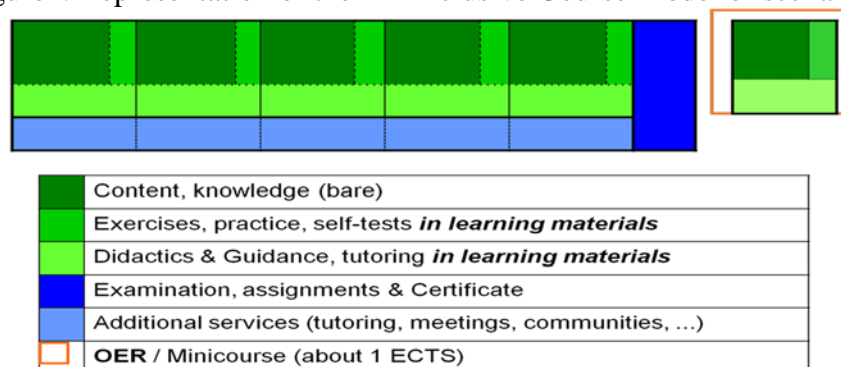 Content, knowledge (bare)
Exercises, practice, self-tests in learning materials
Didactics & Guidance, tutoring in learning materials
Examination, assignments & Certificate
Additional services (tutoring, meetings, communities, ...)
OER / Minicourse (about 1 ECTS)